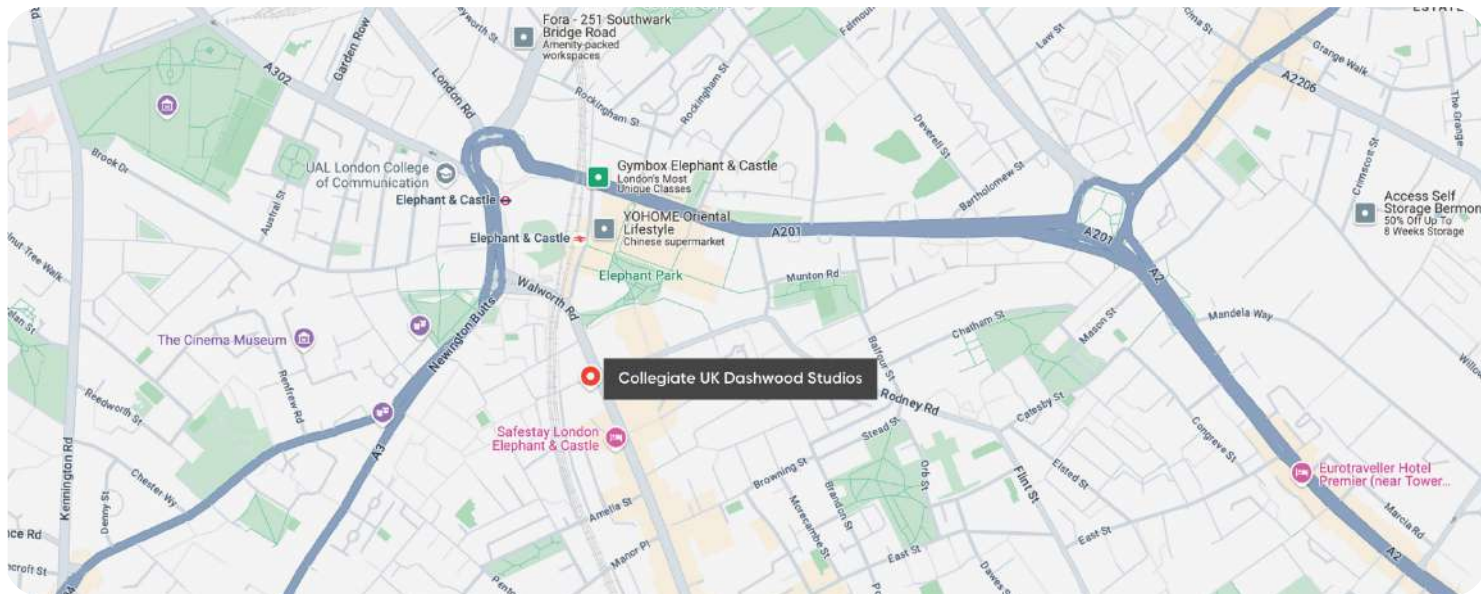 ESTATE
Fora - 251 Southwark
Bridge Road
Amenity-packed
workspaces
Law St
Grange Walk
A2206
The Grange
Garden Row
A302
London Rd
Rockingham St
Rockingham St
Deverell St
Bartholomew St
Crimscott St
Brook Dr
UAL London College
of Communication
Austral St
Elephant & Castle
Gymbox Elephant & Castle
London's Most
Unique Classes
YOHOME Oriental
Lifestyle
Chinese supermarket
Elephant & Castle
A201
A201
A2
Access Self
Storage Bermon
50% Off Up To
8 Weeks Storage
Elephant Park
Munton Rd
Walworth Rd
Newington Butts
The Cinema Museum
Renfrew Rd
Chatham St
Mason St
Mandela Way
Balfour St
Collegiate UK Dashwood Studios
Reedworth St
Kennington Rd
Rodney Rd
Catesby St
Safestay London
Elephant & Castle
Stead St
Congreve St
A3
Chester Wy
Denny St
Browning St
Orb St
Flint St
Elsted St
Eurotraveller Hotel
Premier (near Tower...
Amelia St
Morecambe St
Brandon St
Marcia Rd
Manor Pl
East St
East St
Dawes St
A2